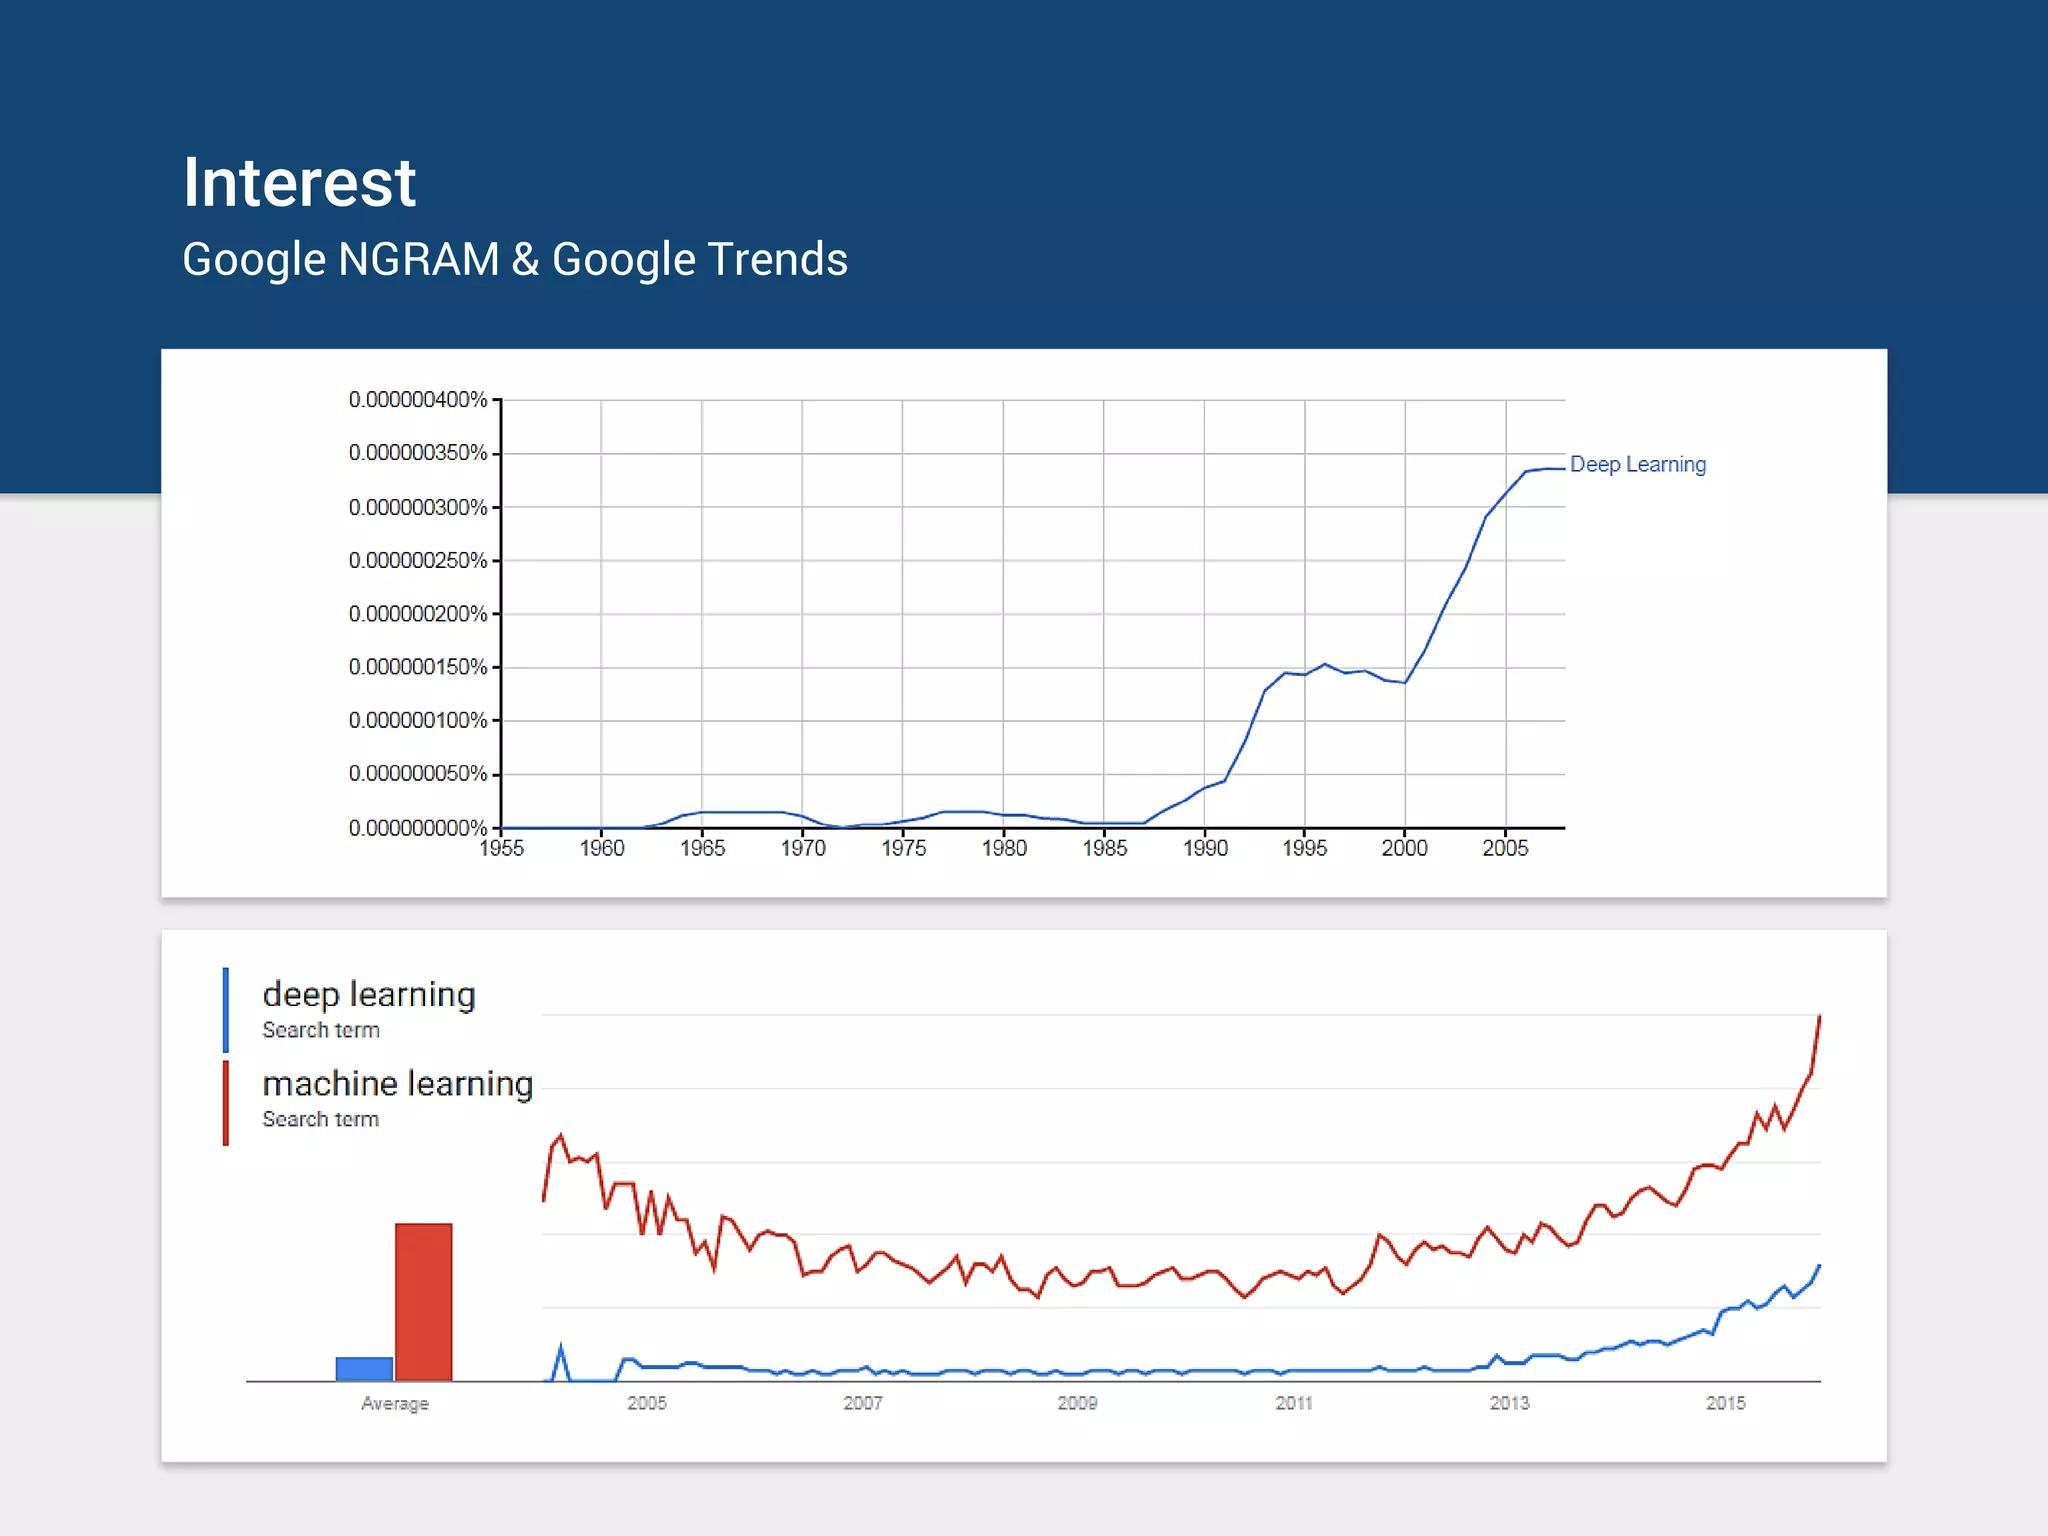 Interest
Google NGRAM & Google Trends
0.000000400%
0.000000350%
0.000000300%
0.000000250%
0.000000200%
0.000000150%
0.000000100%
0.000000050%
0.000000000%
Deep Learning
1955 1960 1965 1970 1975 1980 1985 1990 1995 2000 2005
deep learning
Search term
machine learning
Search term
Average 2005 2007 2009 2011 2013 2015